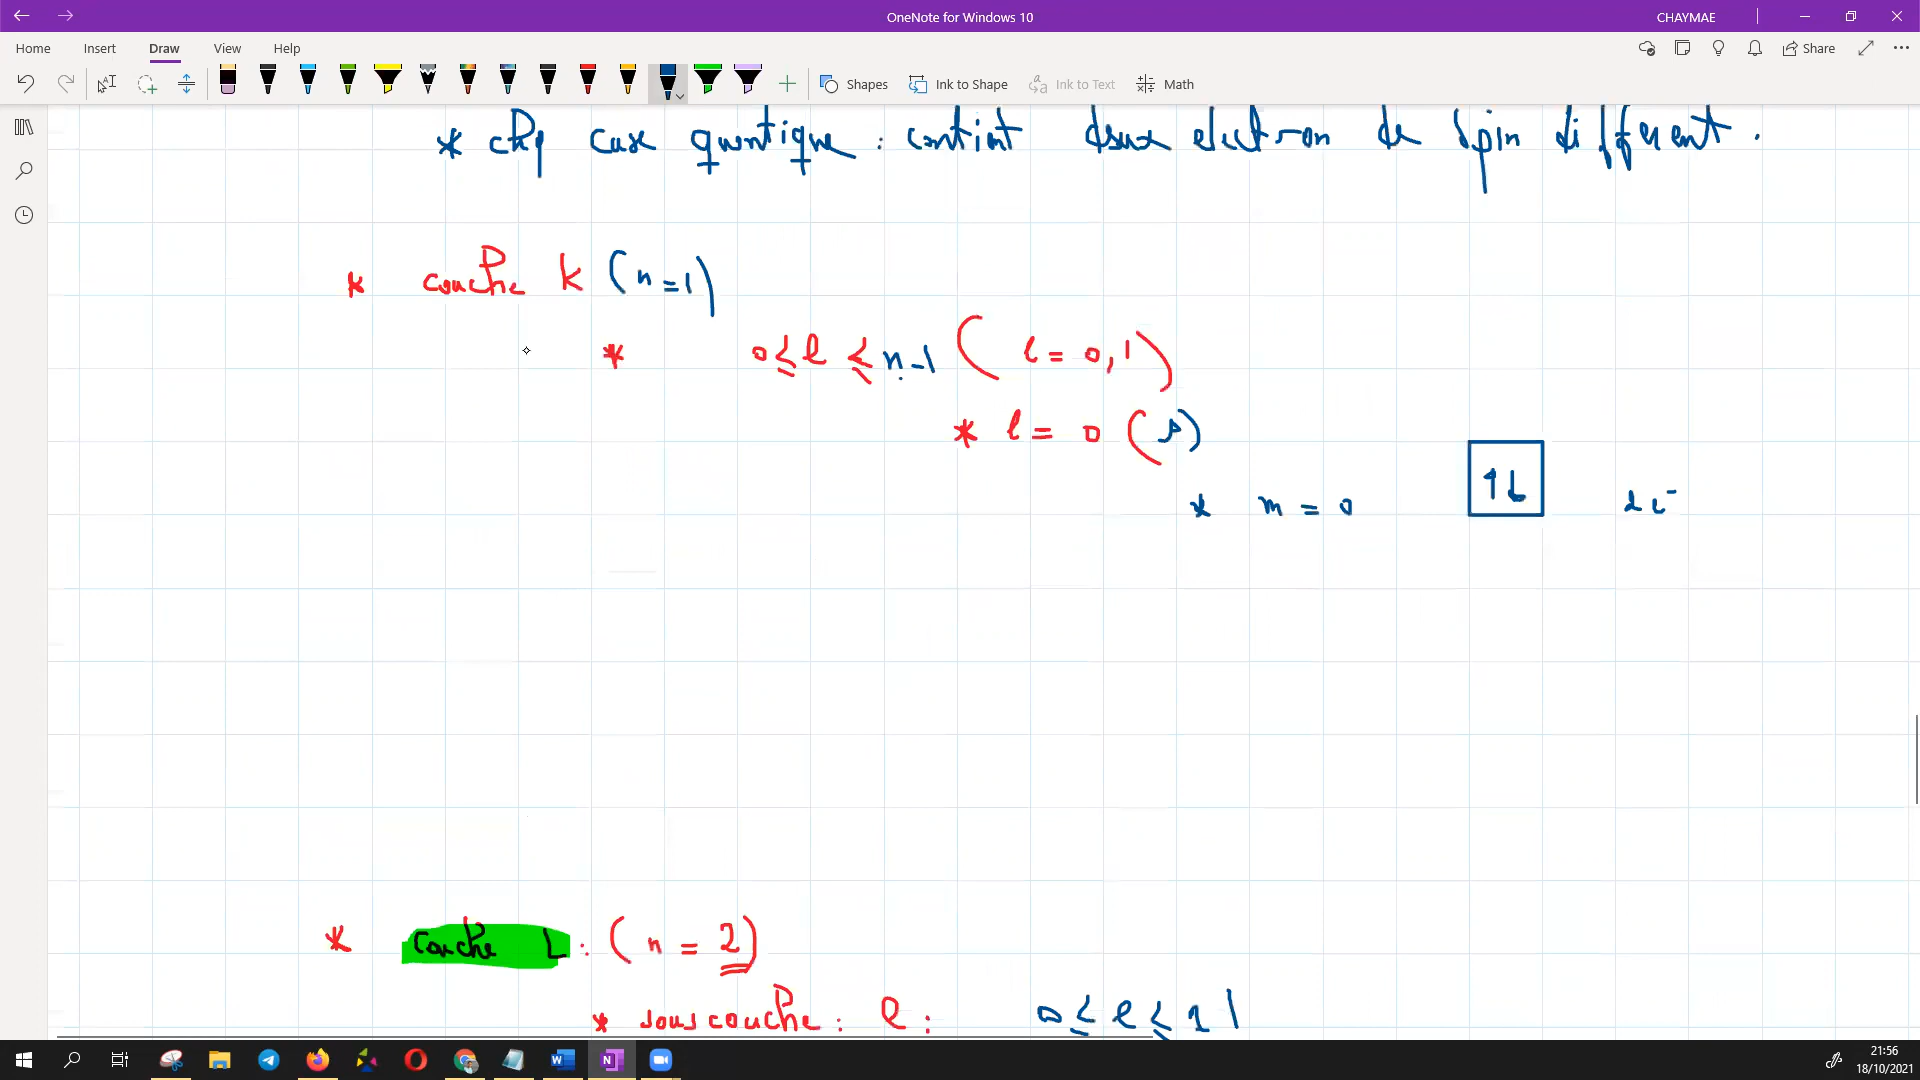 OneNote for Windows 10
CHAYMAE
Home Insert Draw View Help
Share
Shapes Ink to Shape Ink to Text Math
* chq case quantique : contient deux electron de spin different .
* couche K (n=1)
* 0≤l≤n-1 ( l = 0,1 )
* l = 0 (s)
* m = 0 2e-
* Couche L : (n = 2)
* sous couche : l : 0≤l≤
21:56
18/10/2021